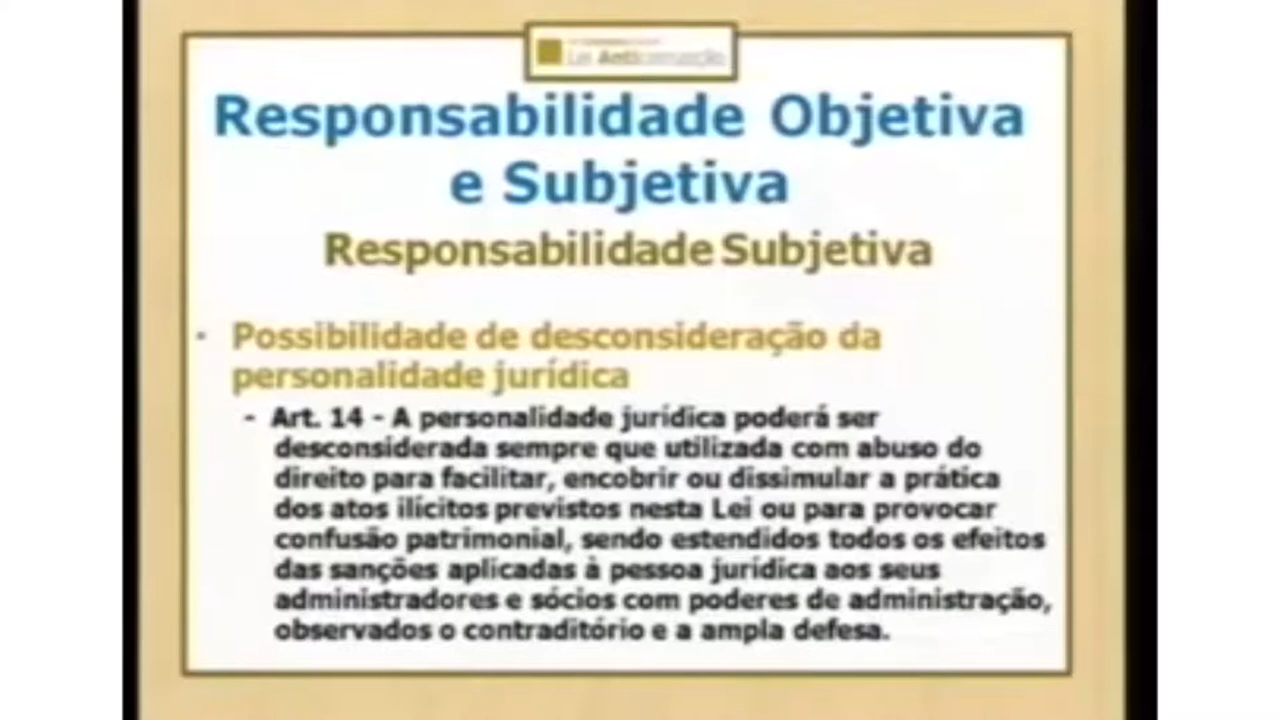 Lei Anticorrupção
Responsabilidade Objetiva
e Subjetiva
Responsabilidade Subjetiva
· Possibilidade de desconsideração da
personalidade jurídica
- Art. 14 - A personalidade jurídica poderá ser
desconsiderada sempre que utilizada com abuso do
direito para facilitar, encobrir ou dissimular a prática
dos atos ilícitos previstos nesta Lei ou para provocar
confusão patrimonial, sendo estendidos todos os efeitos
das sanções aplicadas à pessoa jurídica aos seus
administradores e sócios com poderes de administração,
observados o contraditório e a ampla defesa.